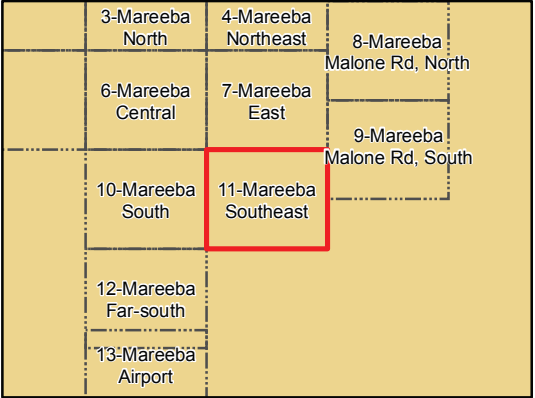 3-Mareeba
North
4-Mareeba
Northeast
8-Mareeba
Malone Rd, North
6-Mareeba
Central
7-Mareeba
East
9-Mareeba
Malone Rd, South
10-Mareeba
South
11-Mareeba
Southeast
12-Mareeba
Far-south
13-Mareeba
Airport